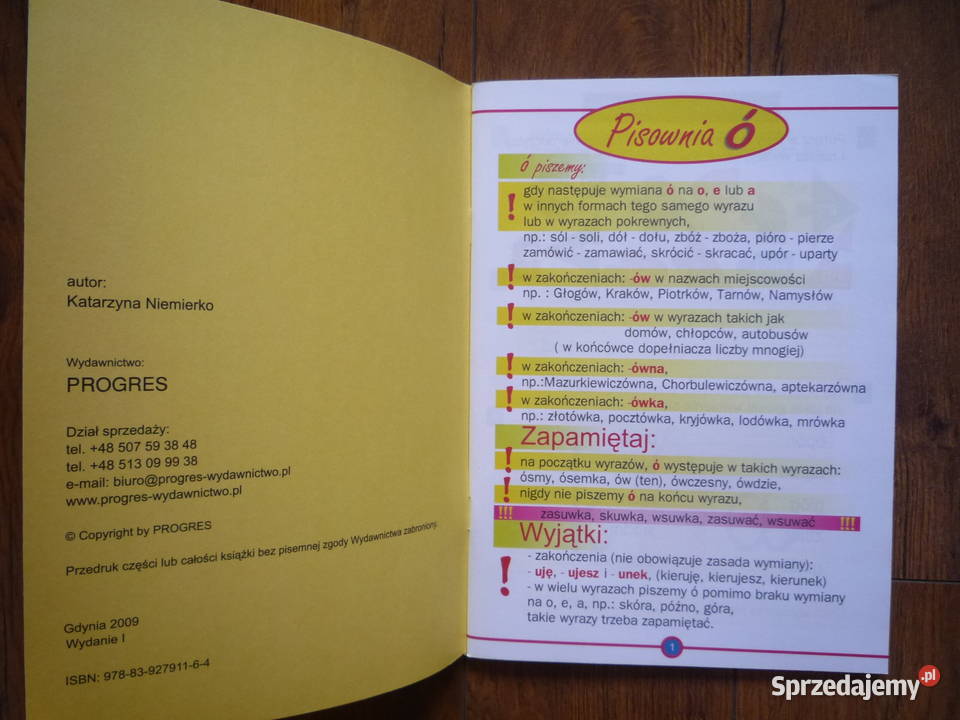 autor:
Katarzyna Niemierko
Wydawnictwo:
PROGRES
Dział sprzedaży:
tel. +48 507 59 38 48
tel. +48 513 09 99 38
e-mail: biuro@progres-wydawnictwo.pl
www.progres-wydawnictwo.pl
© Copyright by PROGRES
Przedruk części lub całości książki bez pisemnej zgody Wydawnictwa zabroniony.
Gdynia 2009
Wydanie I
ISBN: 978-83-927911-6-4
Pisownia ó
ó piszemy:
! gdy następuje wymiana ó na o, e lub a
w innych formach tego samego wyrazu
lub w wyrazach pokrewnych,
np.: sól - soli, dół - dołu, zbóż - zboża, pióro - pierze
zamówić - zamawiać, skrócić - skracać, upór - uparty
! w zakończeniach: -ów w nazwach miejscowości
np. : Głogów, Kraków, Piotrków, Tarnów, Namysłów
! w zakończeniach: -ów w wyrazach takich jak
domów, chłopców, autobusów
( w końcówce dopełniacza liczby mnogiej)
! w zakończeniach: -ówna,
np.:Mazurkiewiczówna, Chorbulewiczówna, aptekarzówna
! w zakończeniach: -ówka,
np.: złotówka, pocztówka, kryjówka, lodówka, mrówka
Zapamiętaj:
! na początku wyrazów, ó występuje w takich wyrazach:
ósmy, ósemka, ów (ten), ówczesny, ówdzie,
! nigdy nie piszemy ó na końcu wyrazu,
!!! zasuwka, skuwka, wsuwka, zasuwać, wsuwać !!!
Wyjątki:
- zakończenia (nie obowiązuje zasada wymiany):
! - uję, - ujesz i - unek, (kieruję, kierujesz, kierunek)
- w wielu wyrazach piszemy ó pomimo braku wymiany
na o, e, a, np.: skóra, późno, góra,
takie wyrazy trzeba zapamiętać.
1
Sprzedajemy.pl